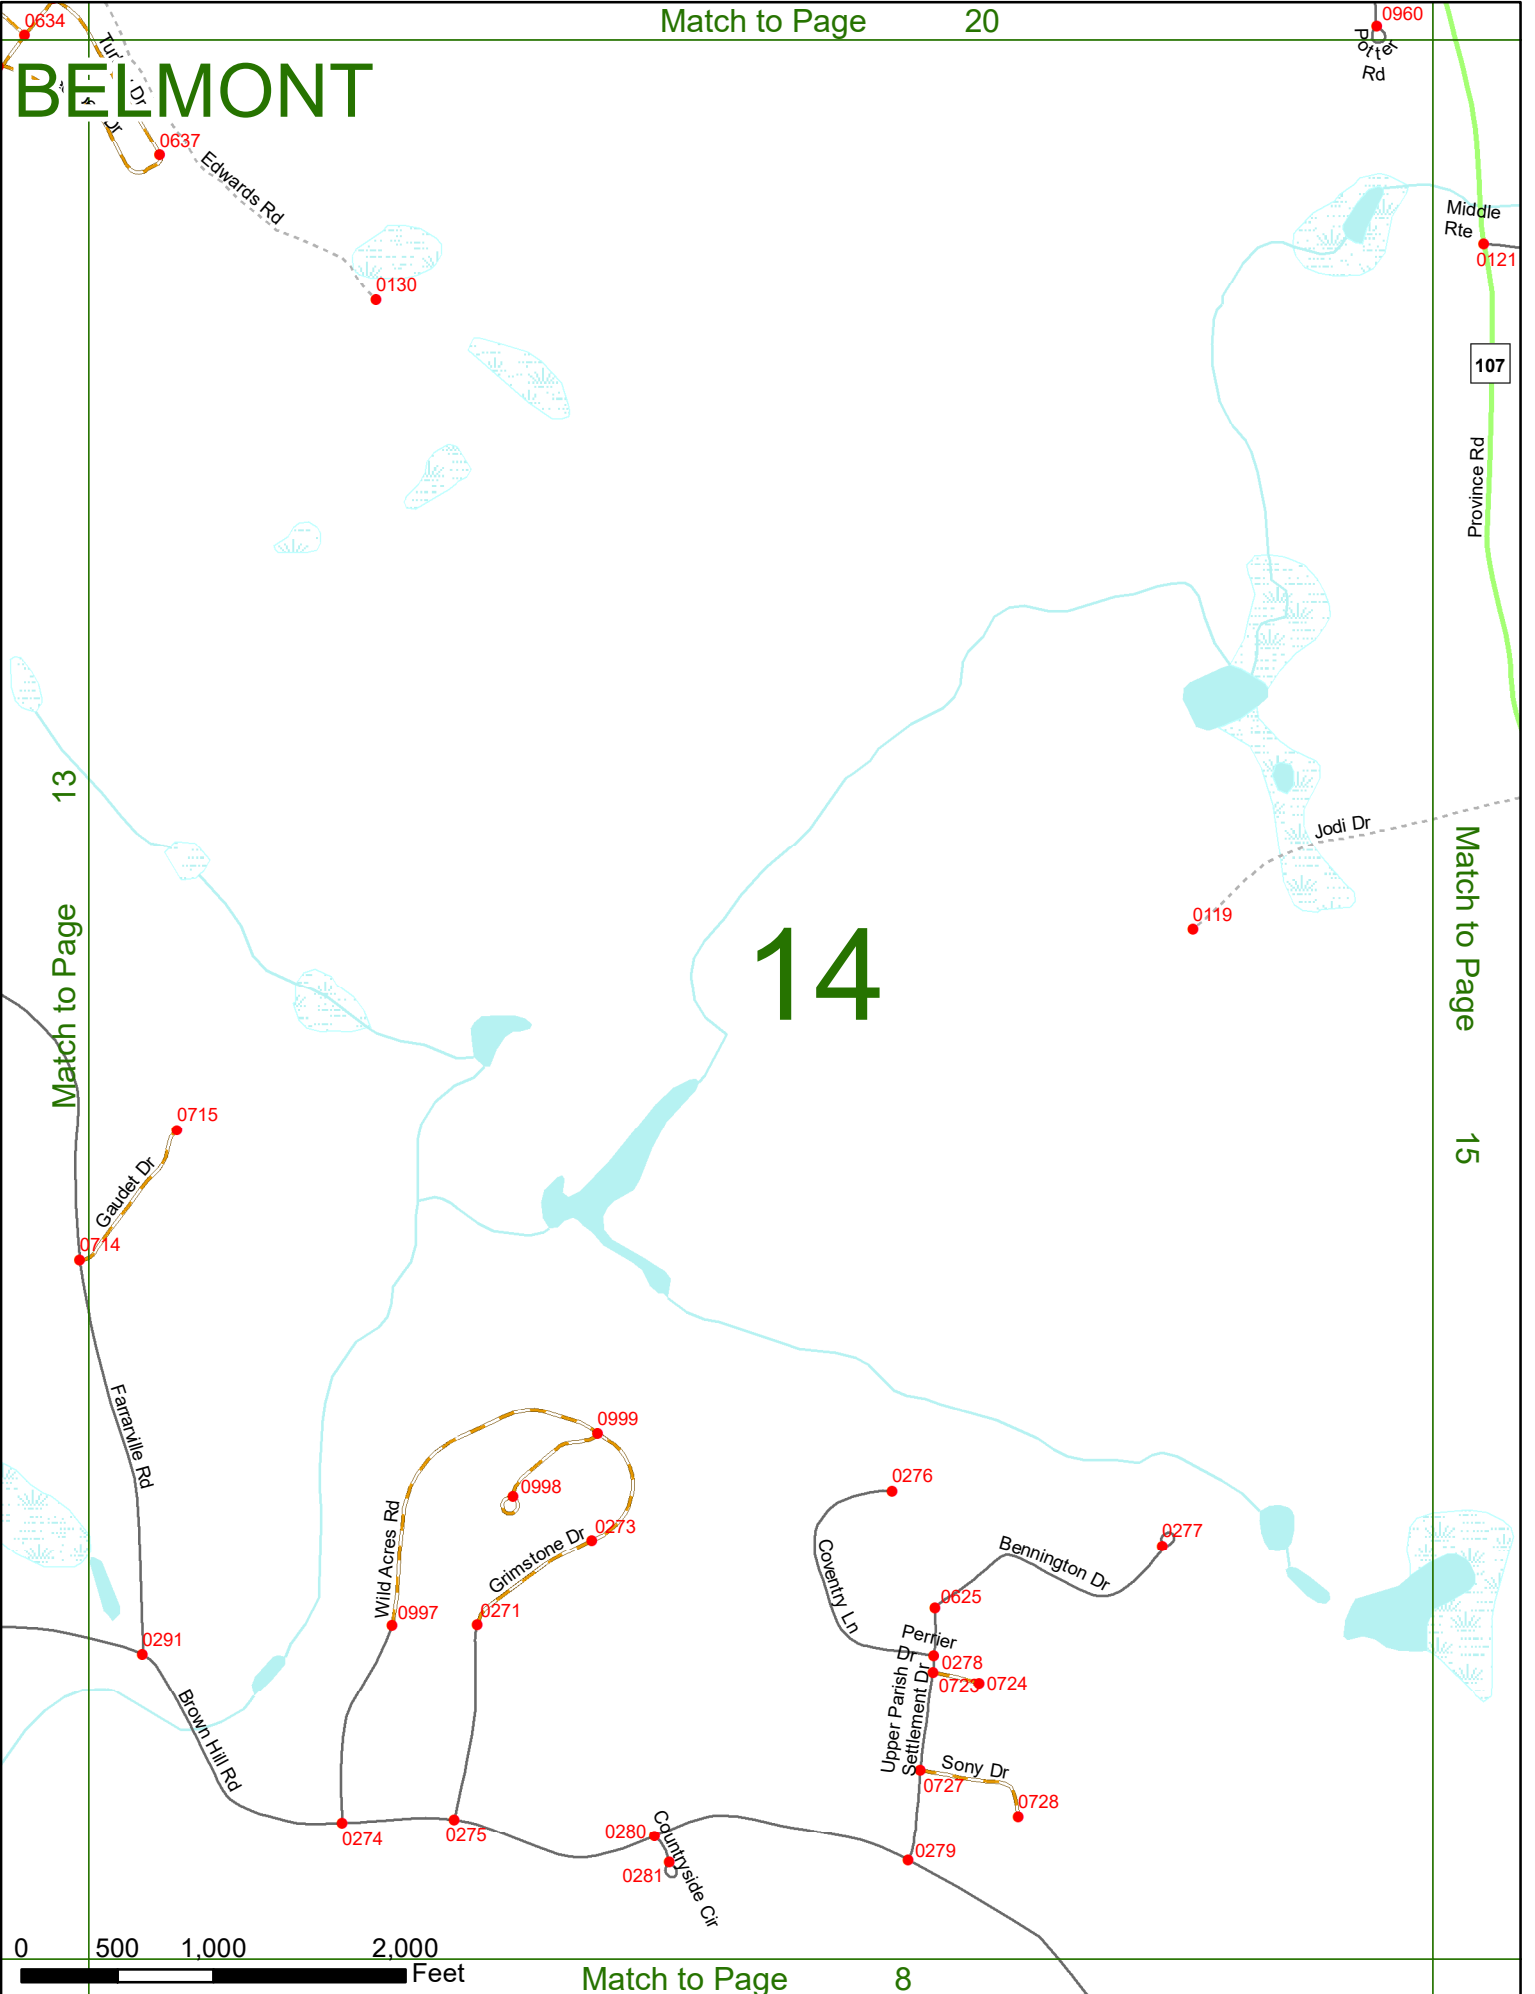 Match to Page 20
0634
0960
Potter
Rd
BELMONT
Dr
Dr
0637
Edwards Rd
0130
Middle
Rte
0121
107
Province Rd
Match to Page 13
Jodi Dr
0119
14
Match to Page 15
0715
Gaudet Dr
0714
Farrarville Rd
0999
0998
0273
Grimstone Dr
Wild Acres Rd
0997
0271
0276
0277
Bennington Dr
Coventry Ln
0625
Perrier
Dr
0278
0723
0724
Upper Parish
Settlement Dr
0291
Brown Hill Rd
Sony Dr
0727
0728
0274
0275
0280
0281
Countryside Cir
0279
0 500 1,000 2,000
Feet
Match to Page 8